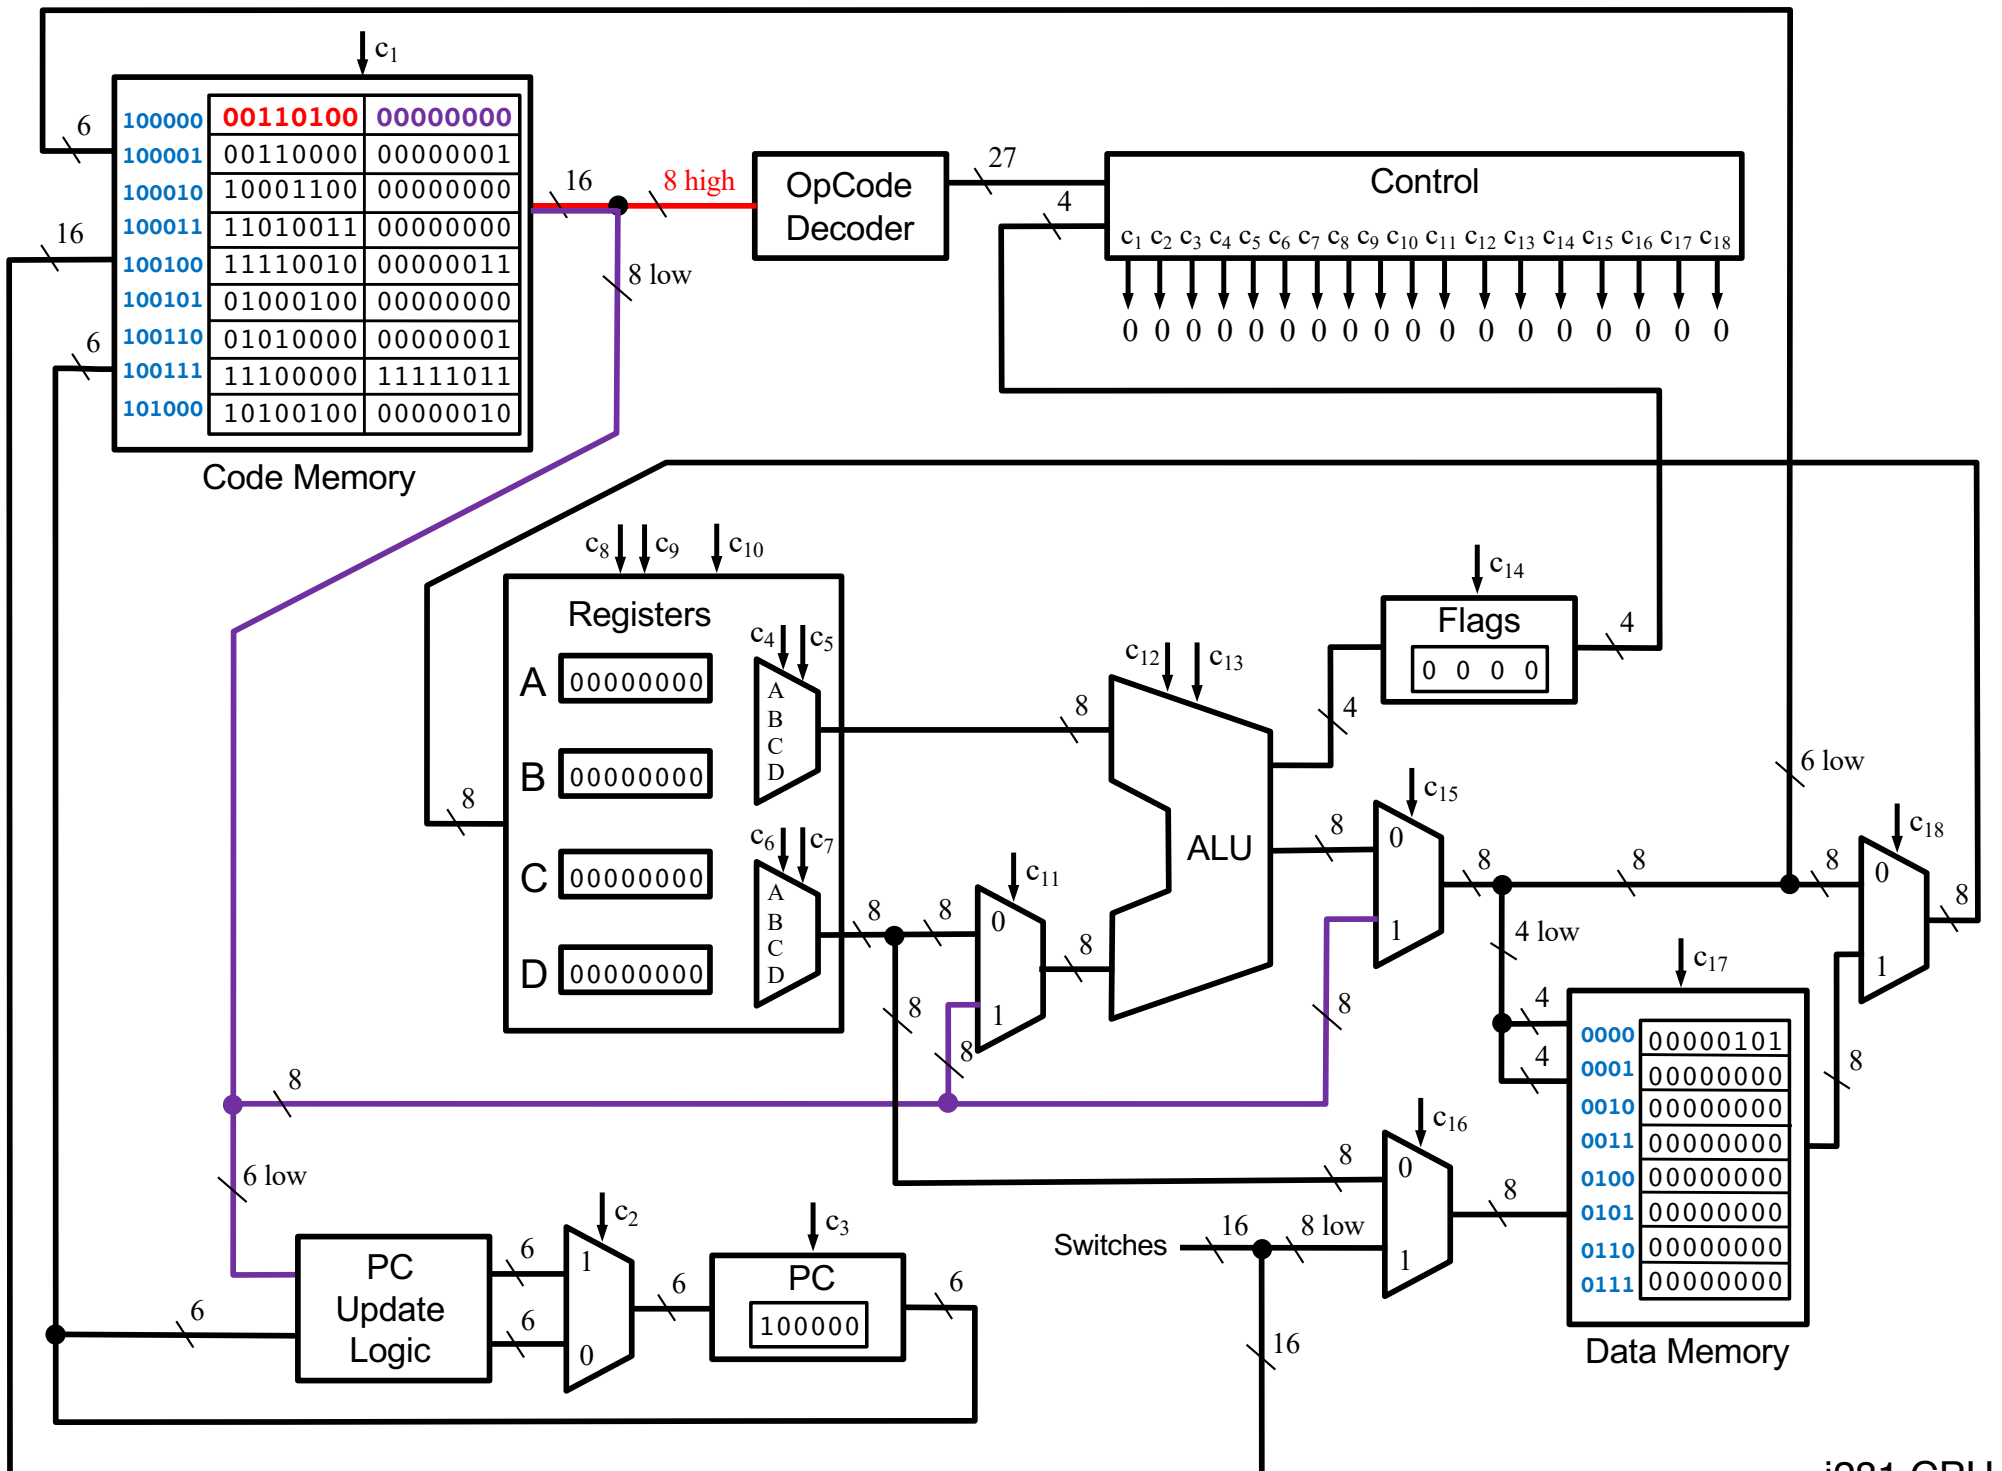 c1
100000 00110100 00000000
100001 00110000 00000001
100010 10001100 00000000
100011 11010011 00000000
100100 11110010 00000011
100101 01000100 00000000
100110 01010000 00000001
100111 11100000 11111011
101000 10100100 00000010
Code Memory
6
16
6
16
8 high
8 low
OpCode
Decoder
27
4
Control
c1 c2 c3 c4 c5 c6 c7 c8 c9 c10 c11 c12 c13 c14 c15 c16 c17 c18
0 0 0 0 0 0 0 0 0 0 0 0 0 0 0 0 0 0
c8 c9 c10
Registers
A 00000000
B 00000000
C 00000000
D 00000000
c4 c5
A
B
C
D
c6 c7
A
B
C
D
8
8
8
8
8
c11
0
1
8
8
8
c12 c13
ALU
4
c14
Flags
0 0 0 0
4
8
c15
0
1
8
8
8
6 low
8
c18
0
1
8
4 low
4
4
c17
0000 00000101
0001 00000000
0010 00000000
0011 00000000
0100 00000000
0101 00000000
0110 00000000
0111 00000000
Data Memory
8
8
c16
0
1
8
8
Switches
16
8 low
16
6 low
6
PC
Update
Logic
6
6
c2
1
0
6
c3
PC
100000
6